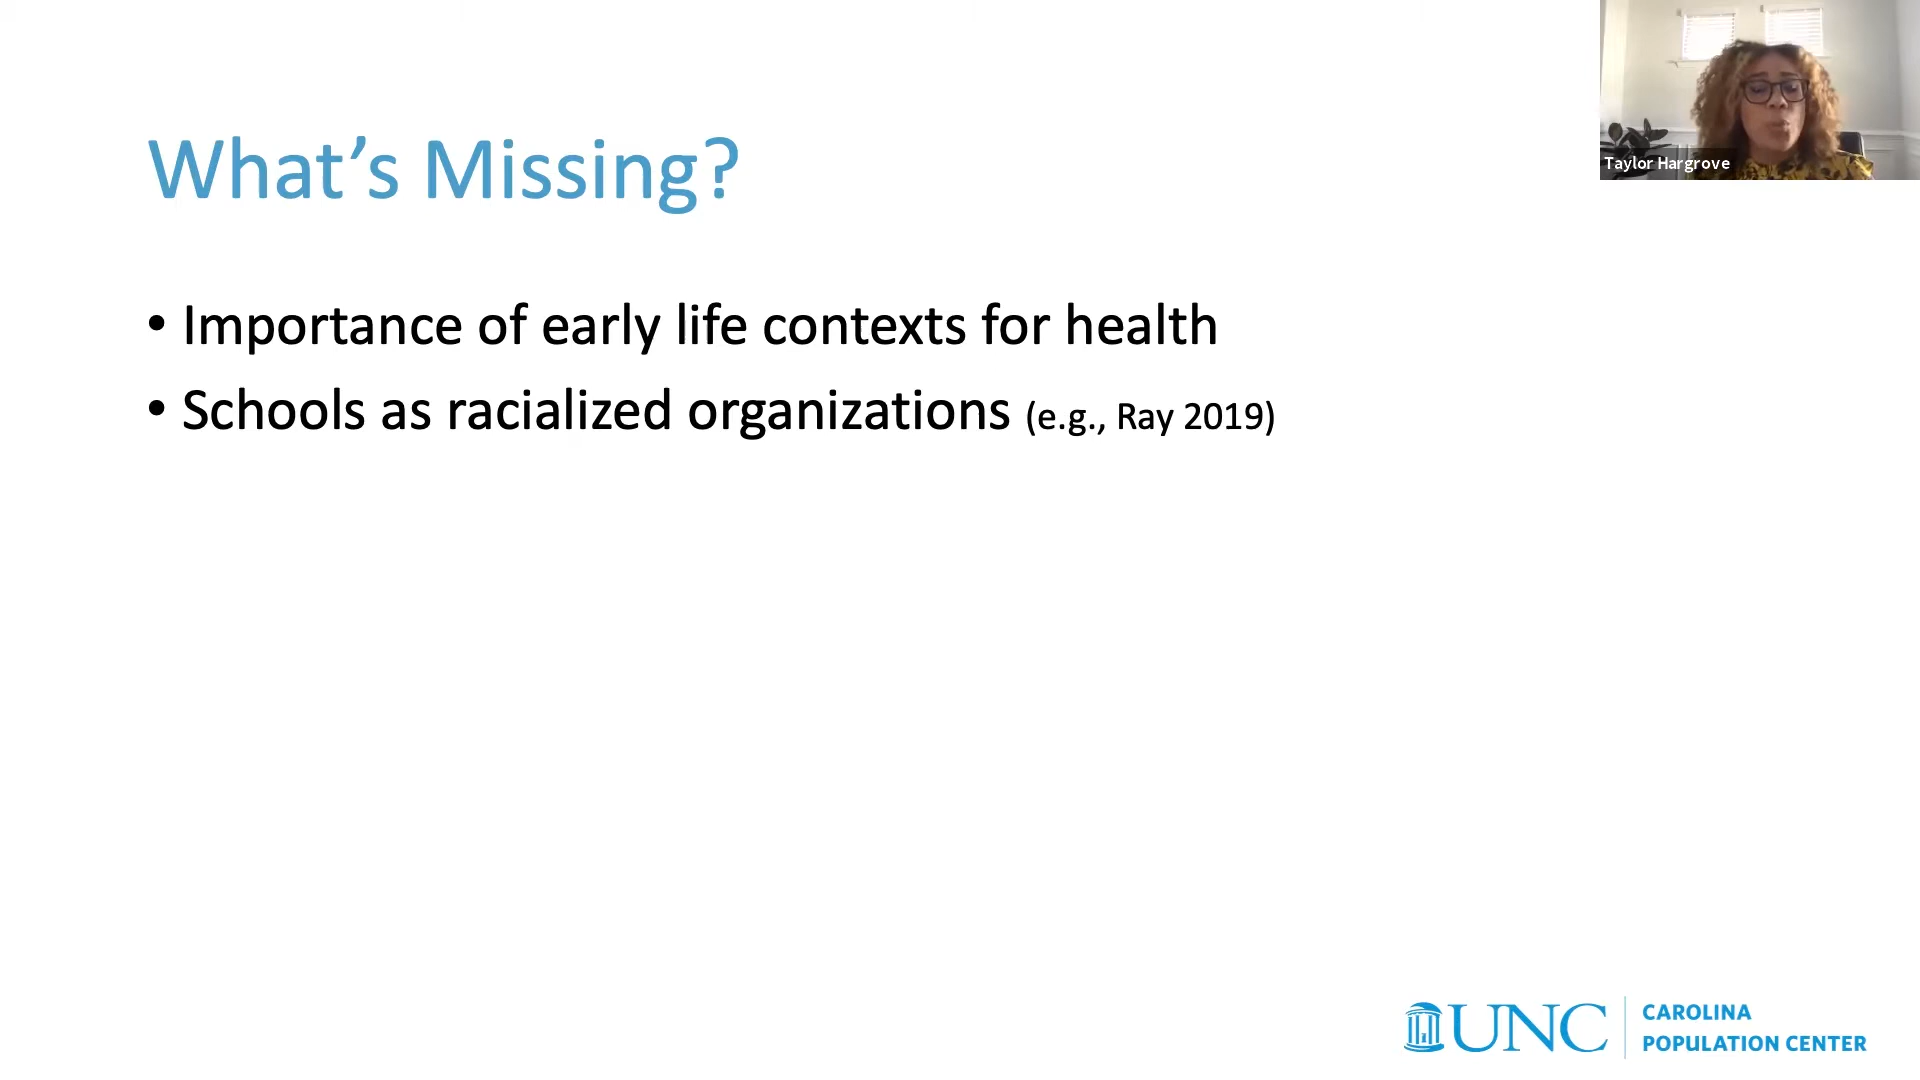 What’s Missing?
• Importance of early life contexts for health
• Schools as racialized organizations (e.g., Ray 2019)
Taylor Hargrove
UNC
CAROLINA
POPULATION CENTER